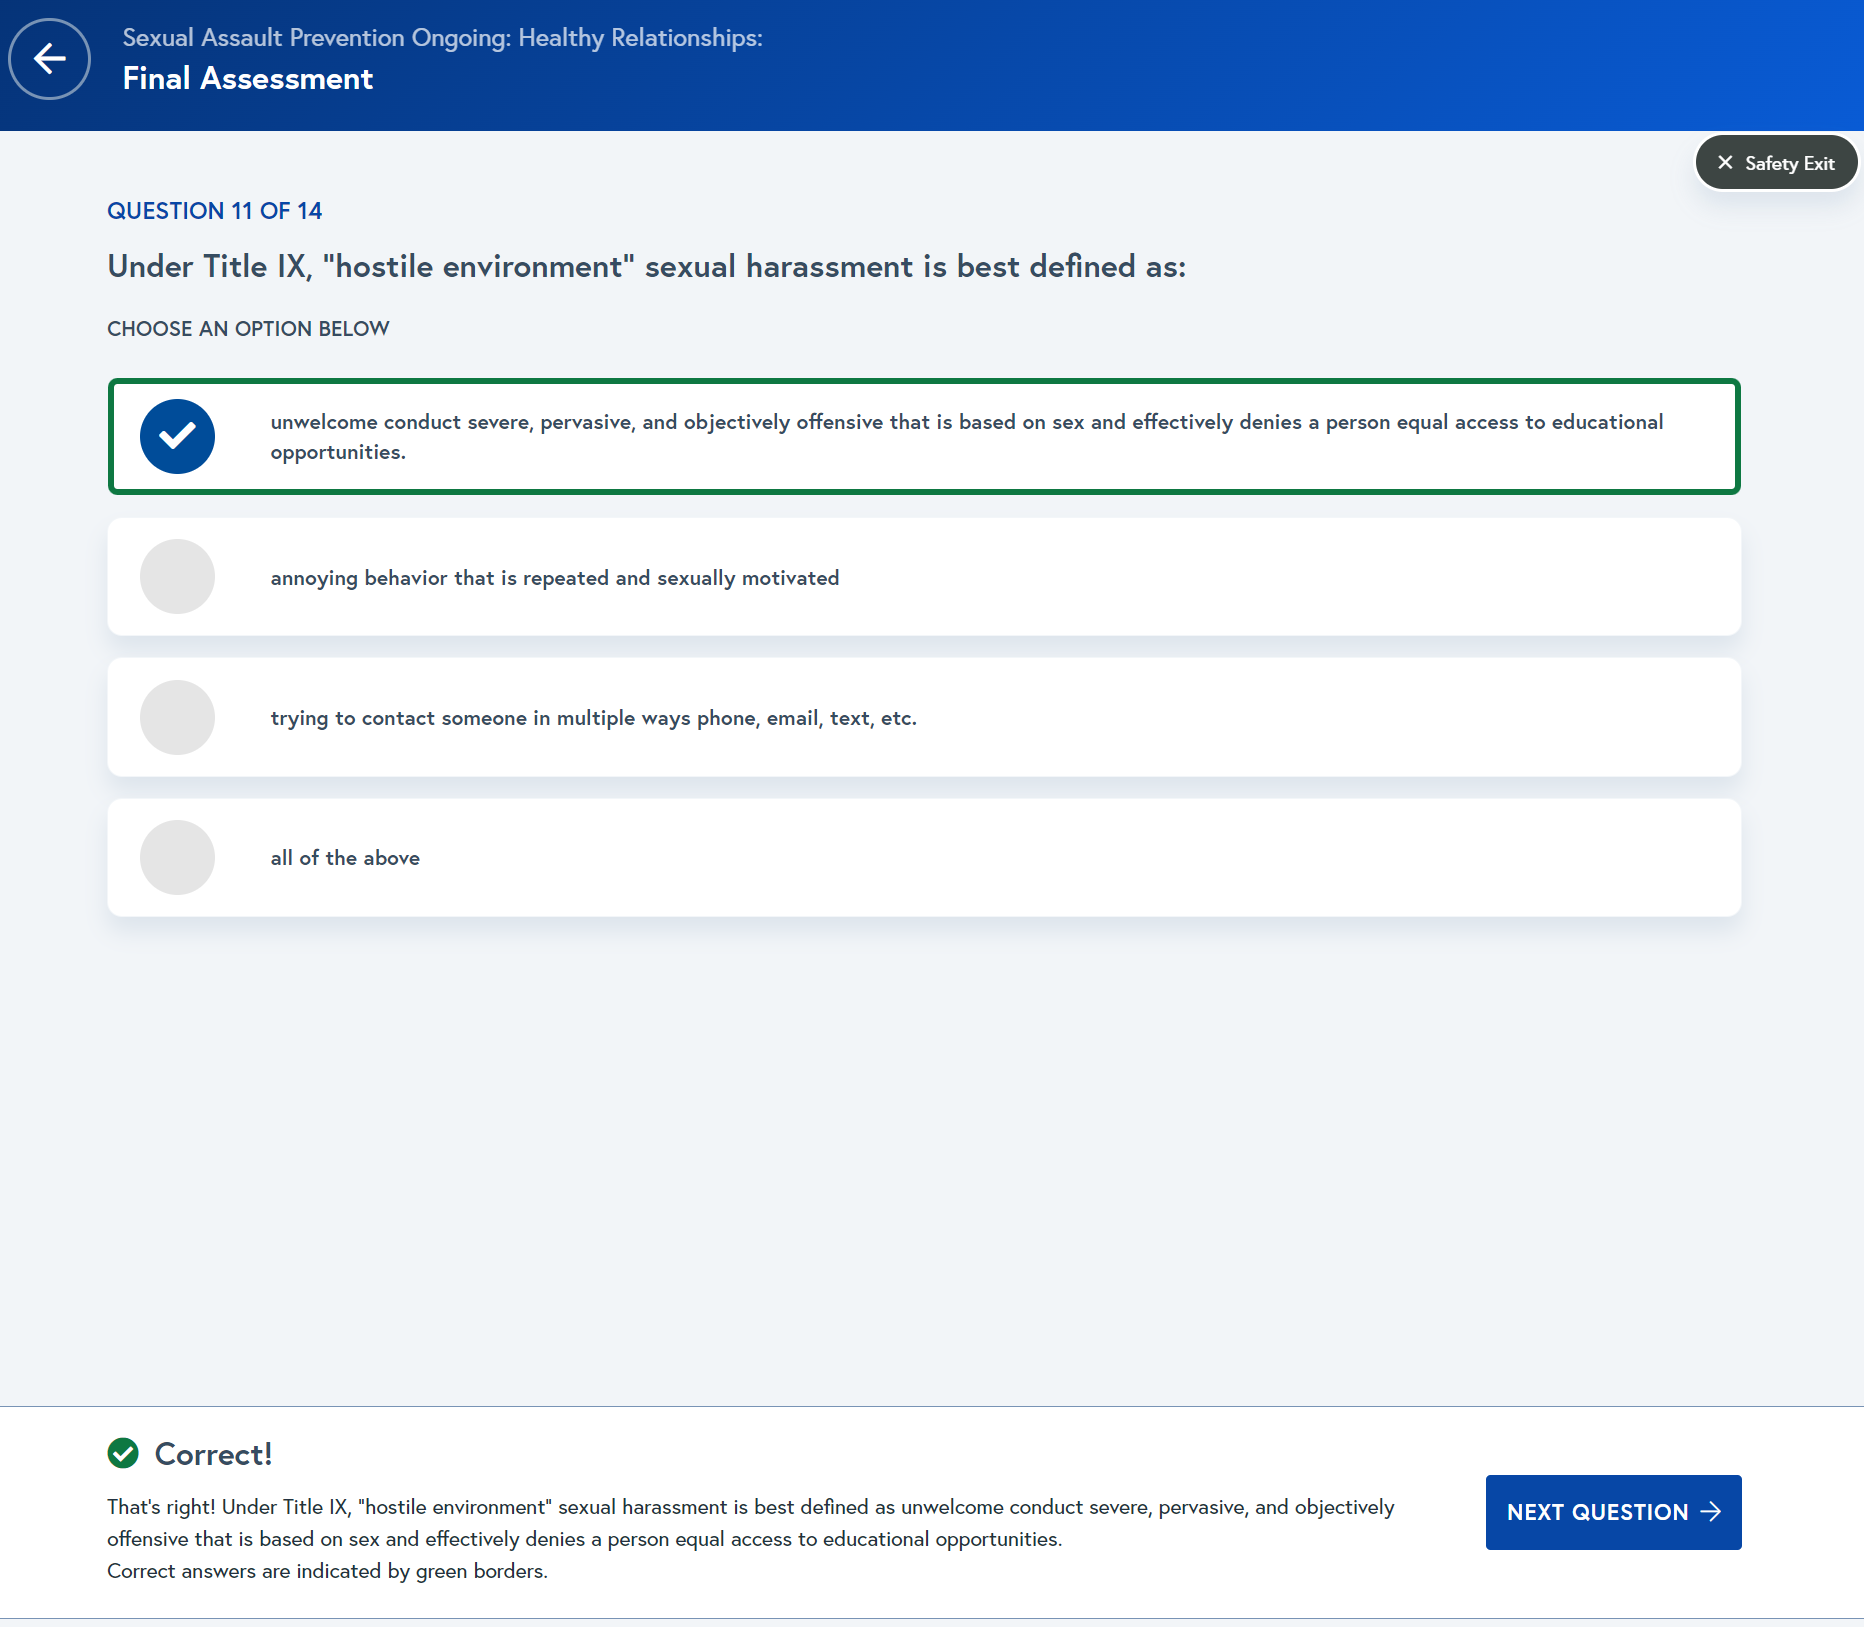 Sexual Assault Prevention Ongoing: Healthy Relationships:
Final Assessment
Safety Exit
QUESTION 11 OF 14
Under Title IX, "hostile environment" sexual harassment is best defined as:
CHOOSE AN OPTION BELOW
unwelcome conduct severe, pervasive, and objectively offensive that is based on sex and effectively denies a person equal access to educational
opportunities.
annoying behavior that is repeated and sexually motivated
trying to contact someone in multiple ways phone, email, text, etc.
all of the above
Correct!
That's right! Under Title IX, "hostile environment" sexual harassment is best defined as unwelcome conduct severe, pervasive, and objectively
offensive that is based on sex and effectively denies a person equal access to educational opportunities.
Correct answers are indicated by green borders.
NEXT QUESTION